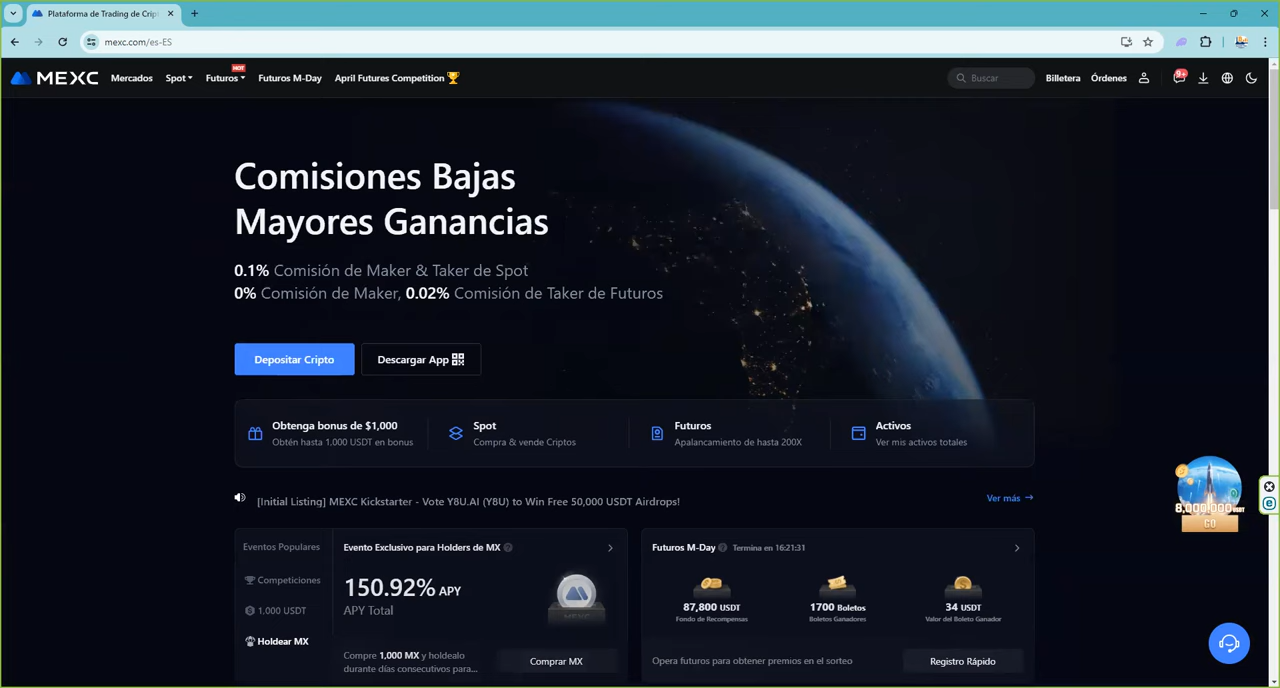 Plataforma de Trading de Crip
mexc.com/es-ES
MEXC Mercados Spot Futuros HOT Futuros M-Day April Futures Competition Buscar Billetera Órdenes 9+
Comisiones Bajas
Mayores Ganancias
0.1% Comisión de Maker & Taker de Spot
0% Comisión de Maker, 0.02% Comisión de Taker de Futuros
Depositar Cripto Descargar App
Obtenga bonus de $1,000
Obtén hasta 1.000 USDT en bonus
Spot
Compra & vende Criptos
Futuros
Apalancamiento de hasta 200X
Activos
Ver mis activos totales
[Initial Listing] MEXC Kickstarter - Vote Y8U.AI (Y8U) to Win Free 50,000 USDT Airdrops!
Ver más →
8,000,000 USDT
GO
Eventos Populares
Competiciones
1,000 USDT
Holdear MX
Evento Exclusivo para Holders de MX
150.92% APY
APY Total
MEXC
Compre 1,000 MX y holdealo
durante días consecutivos para...
Comprar MX
Futuros M-Day Termina en 16:21:31
87,800 USDT
Fondo de Recompensas
1700 Boletos
Boletos Ganadores
34 USDT
Valor del Boleto Ganador
Opera futuros para obtener premios en el sorteo
Registro Rápido